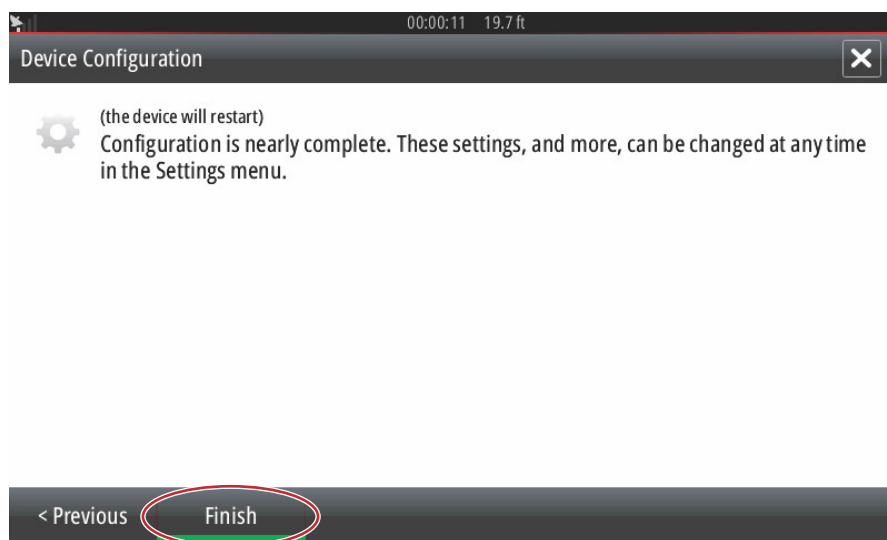 00:00:11 19.7 ft
Device Configuration
(the device will restart)
Configuration is nearly complete. These settings, and more, can be changed at any time
in the Settings menu.
< Previous Finish